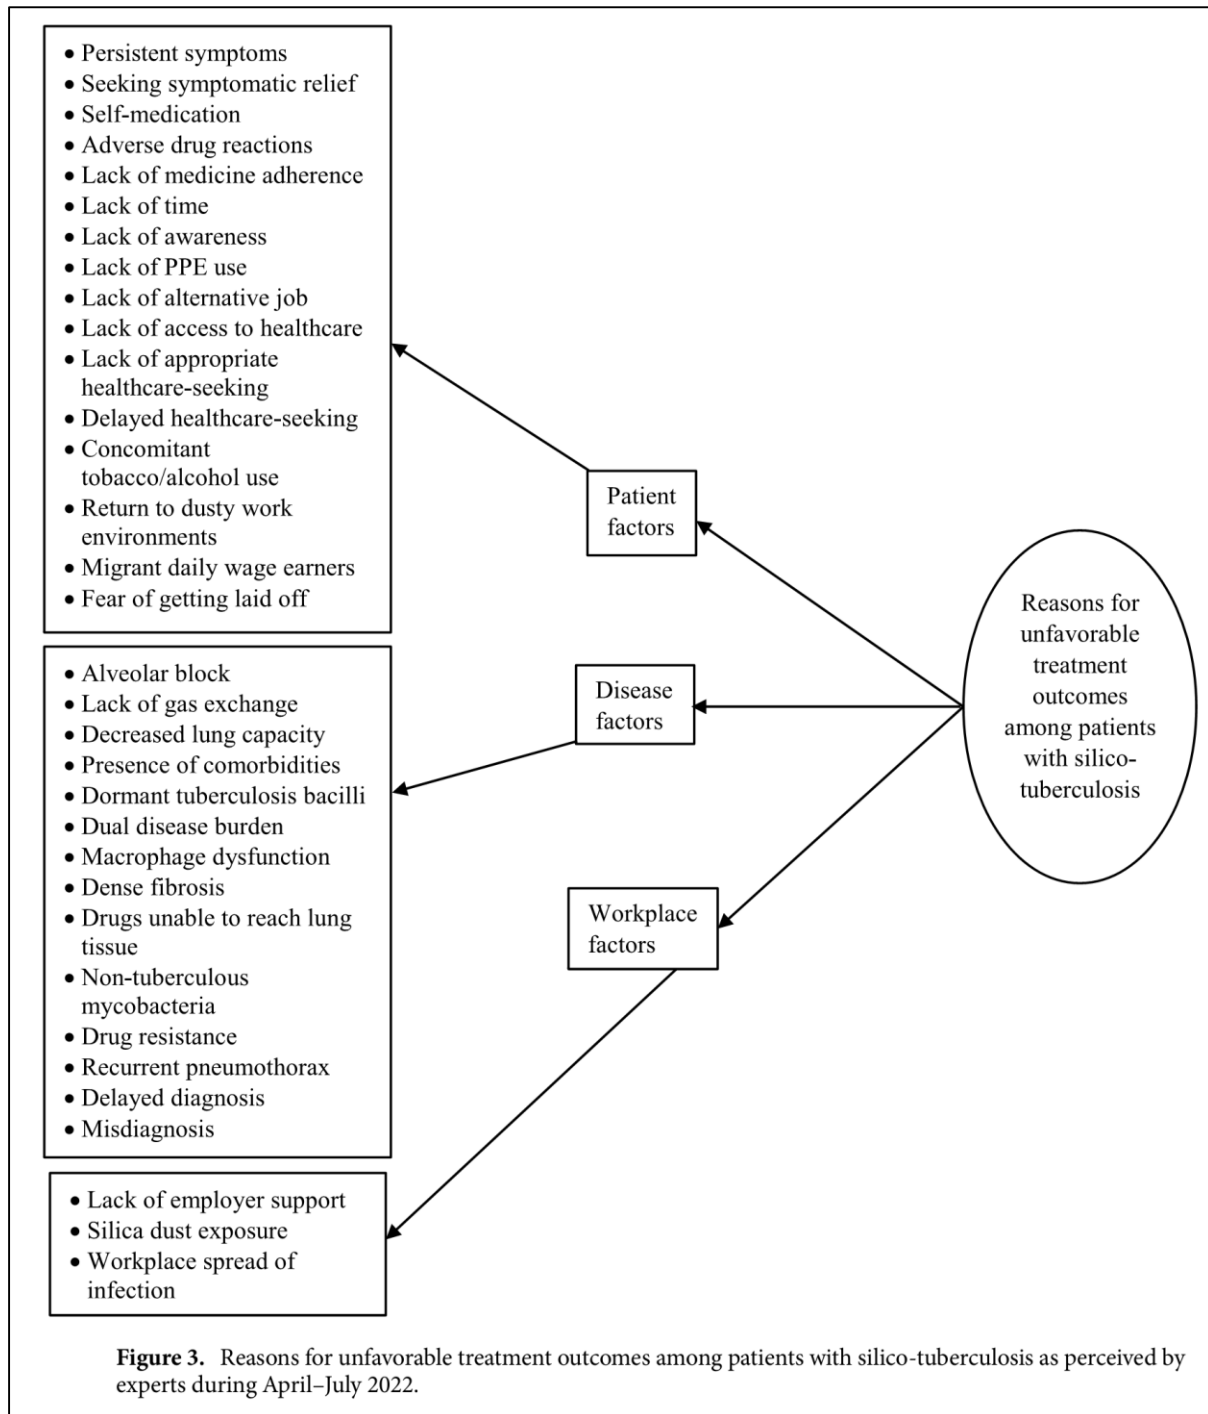 • Persistent symptoms
• Seeking symptomatic relief
• Self-medication
• Adverse drug reactions
• Lack of medicine adherence
• Lack of time
• Lack of awareness
• Lack of PPE use
• Lack of alternative job
• Lack of access to healthcare
• Lack of appropriate
healthcare-seeking
• Delayed healthcare-seeking
• Concomitant
tobacco/alcohol use
• Return to dusty work
environments
• Migrant daily wage earners
• Fear of getting laid off
Patient
factors
Reasons for
unfavorable
treatment
outcomes
among patients
with silico-
tuberculosis
Disease
factors
• Alveolar block
• Lack of gas exchange
• Decreased lung capacity
• Presence of comorbidities
• Dormant tuberculosis bacilli
• Dual disease burden
• Macrophage dysfunction
• Dense fibrosis
• Drugs unable to reach lung
tissue
• Non-tuberculous
mycobacteria
• Drug resistance
• Recurrent pneumothorax
• Delayed diagnosis
• Misdiagnosis
Workplace
factors
• Lack of employer support
• Silica dust exposure
• Workplace spread of
infection
Figure 3. Reasons for unfavorable treatment outcomes among patients with silico-tuberculosis as perceived by
experts during April–July 2022.